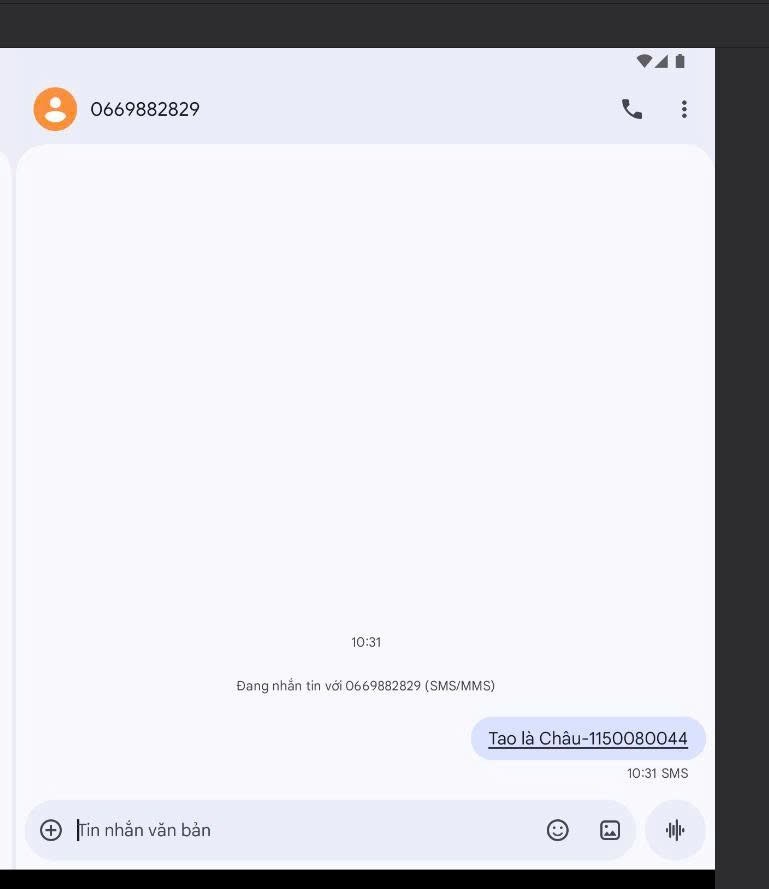 0669882829
10:31
Đang nhắn tin với 0669882829 (SMS/MMS)
Tao là Châu-1150080044
10:31 SMS
Tin nhắn văn bản